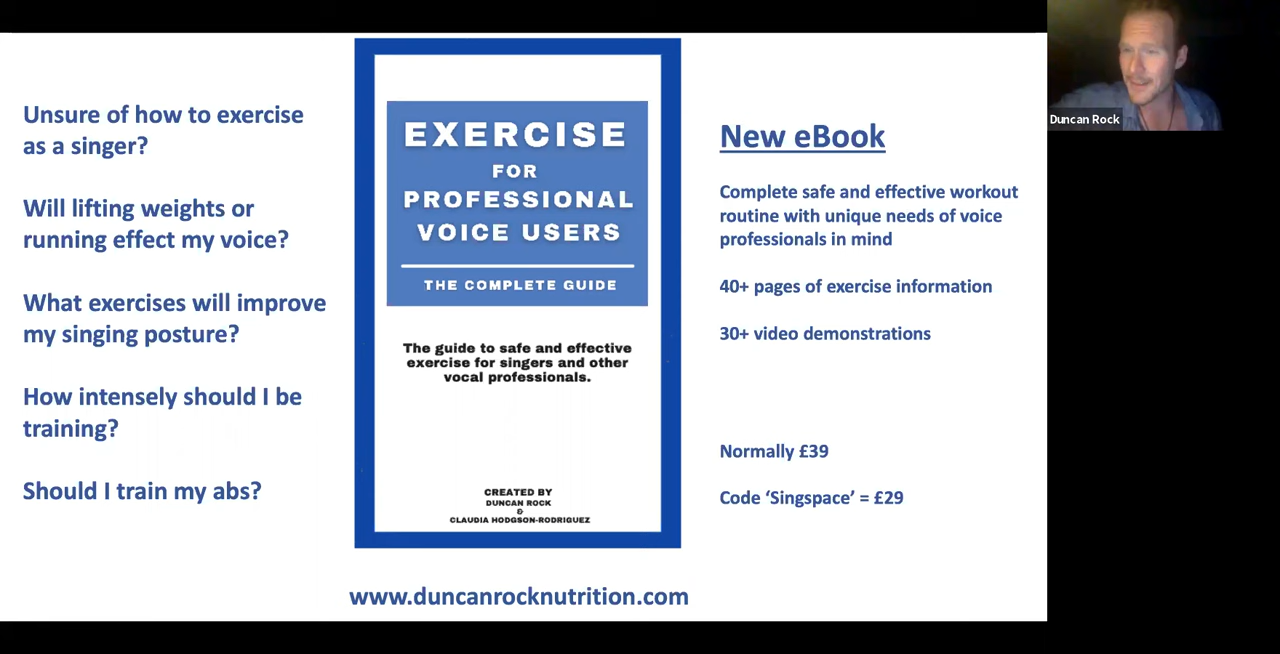 Unsure of how to exercise
as a singer?
Will lifting weights or
running effect my voice?
What exercises will improve
my singing posture?
How intensely should I be
training?
Should I train my abs?
EXERCISE
FOR
PROFESSIONAL
VOICE USERS
THE COMPLETE GUIDE
The guide to safe and effective
exercise for singers and other
vocal professionals.
CREATED BY
DUNCAN ROCK
&
CLAUDIA HODGSON-RODRIGUEZ
New eBook
Complete safe and effective workout
routine with unique needs of voice
professionals in mind
40+ pages of exercise information
30+ video demonstrations
Normally £39
Code ‘Singspace’ = £29
www.duncanrocknutrition.com
Duncan Rock